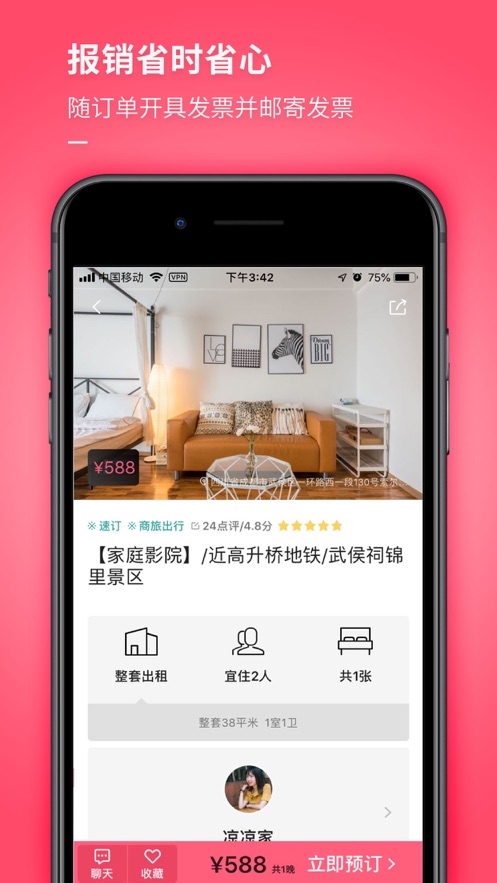 报销省时省心
随订单开具发票并邮寄发票
中国移动 VPN 下午3:42 75%
LOVE
BIG
¥588
四川省成都市武侯区一环路西一段130号索尔...
※速订 ※商旅出行 24点评/4.8分
【家庭影院】/近高升桥地铁/武侯祠锦
里景区
整套出租 宜住2人 共1张
整套38平米 1室1卫
凉凉家
聊天 收藏 ¥588 共1晚 立即预订